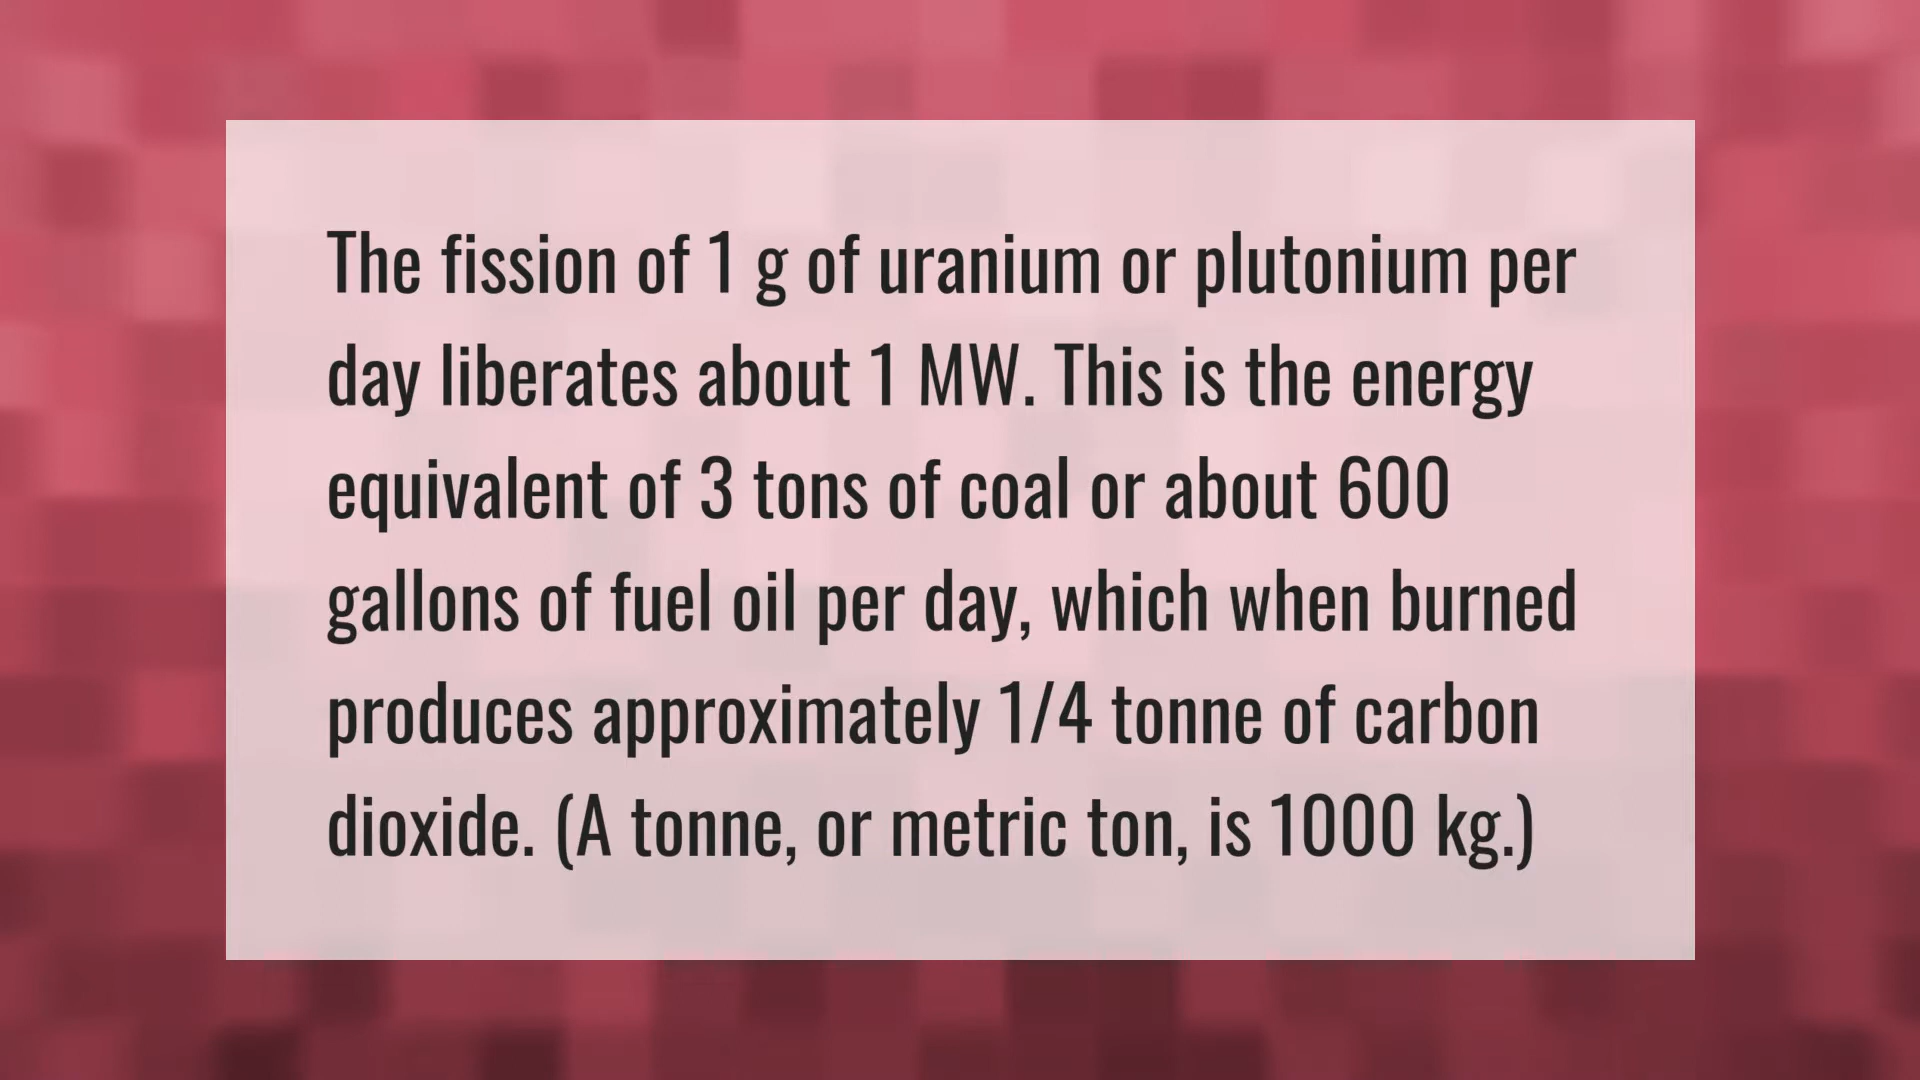 The fission of 1 g of uranium or plutonium per
day liberates about 1 MW. This is the energy
equivalent of 3 tons of coal or about 600
gallons of fuel oil per day, which when burned
produces approximately 1/4 tonne of carbon
dioxide. (A tonne, or metric ton, is 1000 kg.)